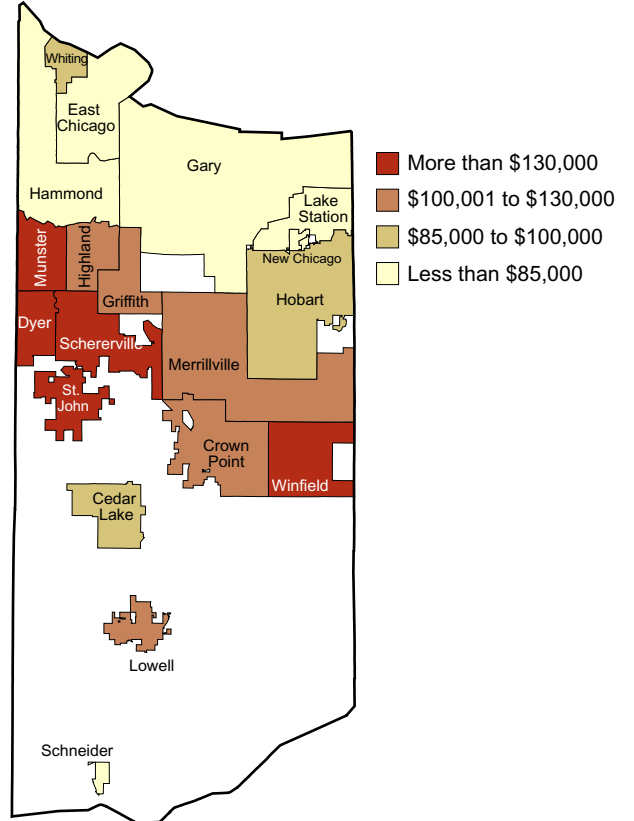 Whiting
East
Chicago
Gary
Hammond
Lake
Station
New Chicago
Munster
Highland
Griffith
Hobart
Dyer
Schererville
Merrillville
St.
John
Crown
Point
Winfield
Cedar
Lake
Lowell
Schneider
More than $130,000
$100,001 to $130,000
$85,000 to $100,000
Less than $85,000